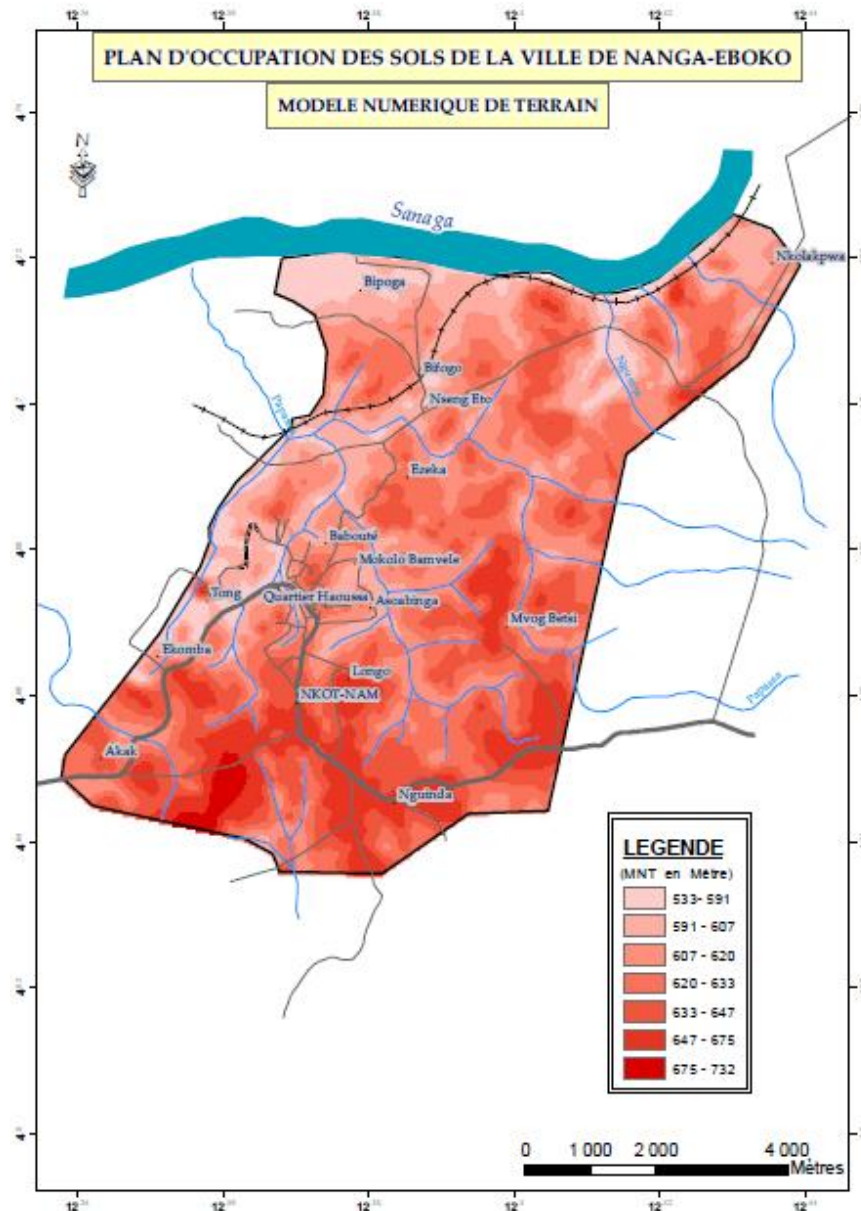 PLAN D'OCCUPATION DES SOLS DE LA VILLE DE NANGA-EBOKO
MODELE NUMERIQUE DE TERRAIN
N
Sanaga
Nkolakpwa
Bipoga
Bifogo
Nseng Eto
Ezeka
Babouté
Mokolo Bamvele
Tong
Quartier Haoussa
Mvog Betsi
Ekomba
Longo
NKOT-NAM
Akak
Nguinda
LEGENDE
(MNT en Mètre)
533- 591
591 - 607
607 - 620
620 - 633
633 - 647
647 - 675
675 - 732
0 1 000 2 000 4 000
Mètres